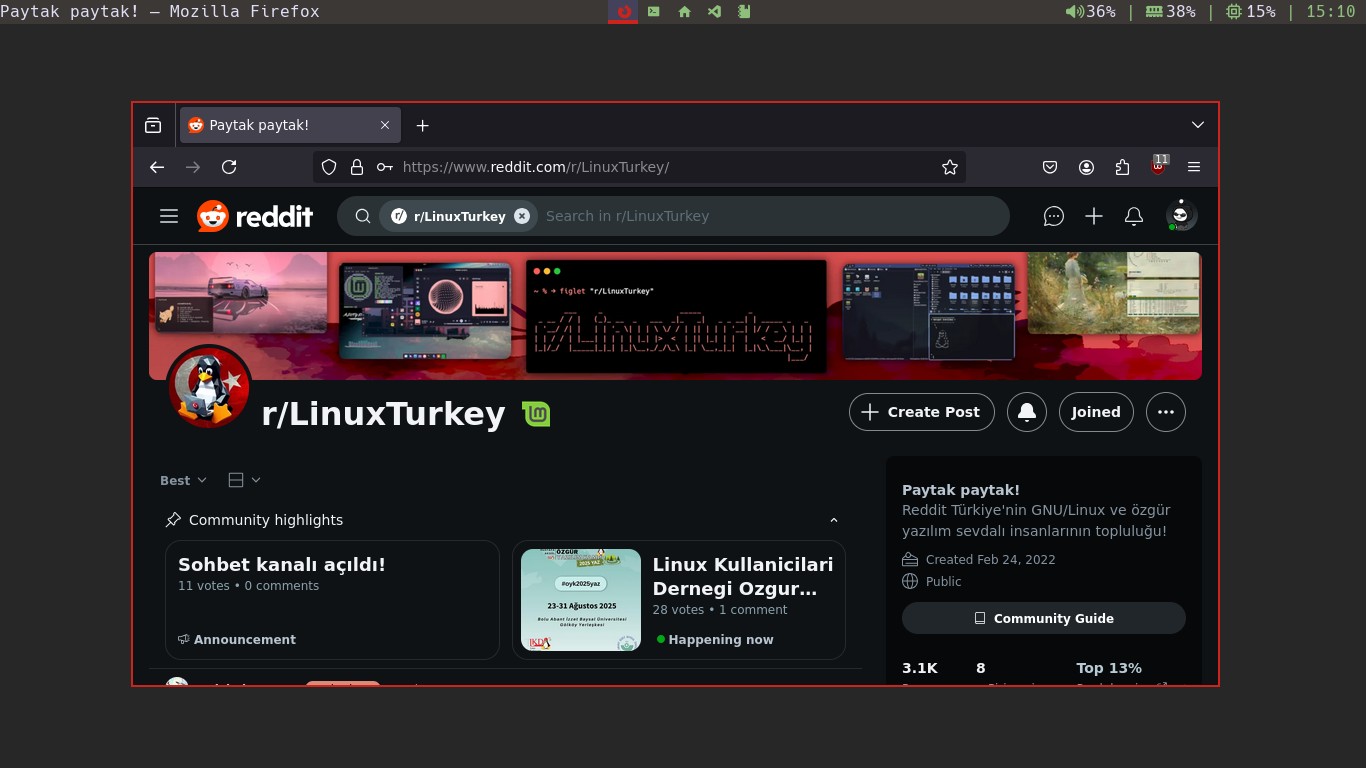 Paytak paytak! — Mozilla Firefox
36% | 38% | 15% | 15:10
Paytak paytak!
https://www.reddit.com/r/LinuxTurkey/
11
reddit
r/LinuxTurkey
Search in r/LinuxTurkey
~ % → figlet "r/LinuxTurkey"
r/LinuxTurkey
r/LinuxTurkey
Create Post
Joined
Best
Community highlights
Sohbet kanalı açıldı!
11 votes • 0 comments
Announcement
ÖZGÜR
2025 YAZ
#oyk2025yaz
23-31 Ağustos 2025
Bolu Abant İzzet Baysal Üniversitesi
Gölköy Yerleşkesi
Linux Kullanicilari
Dernegi Ozgur...
28 votes • 1 comment
Happening now
Paytak paytak!
Reddit Türkiye'nin GNU/Linux ve özgür
yazılım sevdalı insanlarının topluluğu!
Created Feb 24, 2022
Public
Community Guide
3.1K
8
Top 13%